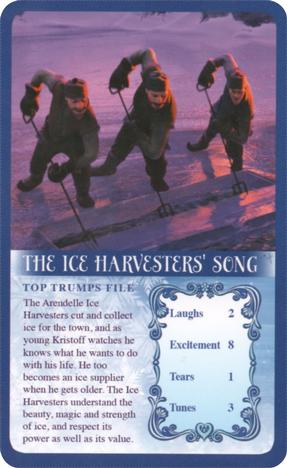 THE ICE HARVESTERS' SONG
TOP TRUMPS FILE
The Arendelle Ice
Harvesters cut and collect
ice for the town, and as
young Kristoff watches he
knows what he wants to do
with his life. He too
becomes an ice supplier
when he gets older. The Ice
Harvesters understand the
beauty, magic and strength
of ice, and respect its
power as well as its value.
Laughs 2
Excitement 8
Tears 1
Tunes 3